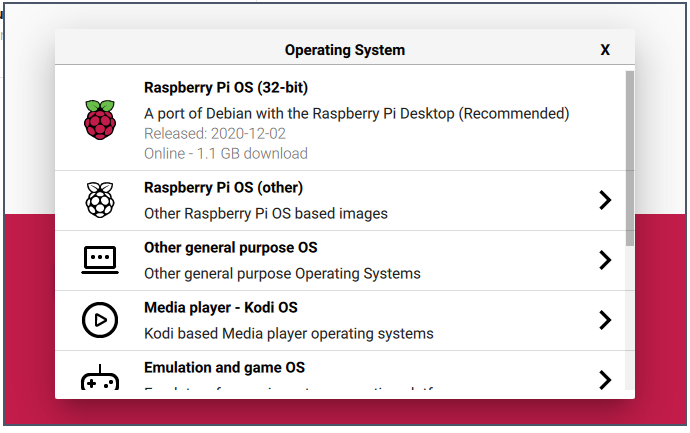 Operating System
X
Raspberry Pi OS (32-bit)
A port of Debian with the Raspberry Pi Desktop (Recommended)
Released: 2020-12-02
Online - 1.1 GB download
Raspberry Pi OS (other)
Other Raspberry Pi OS based images
Other general purpose OS
Other general purpose Operating Systems
Media player - Kodi OS
Kodi based Media player operating systems
Emulation and game OS